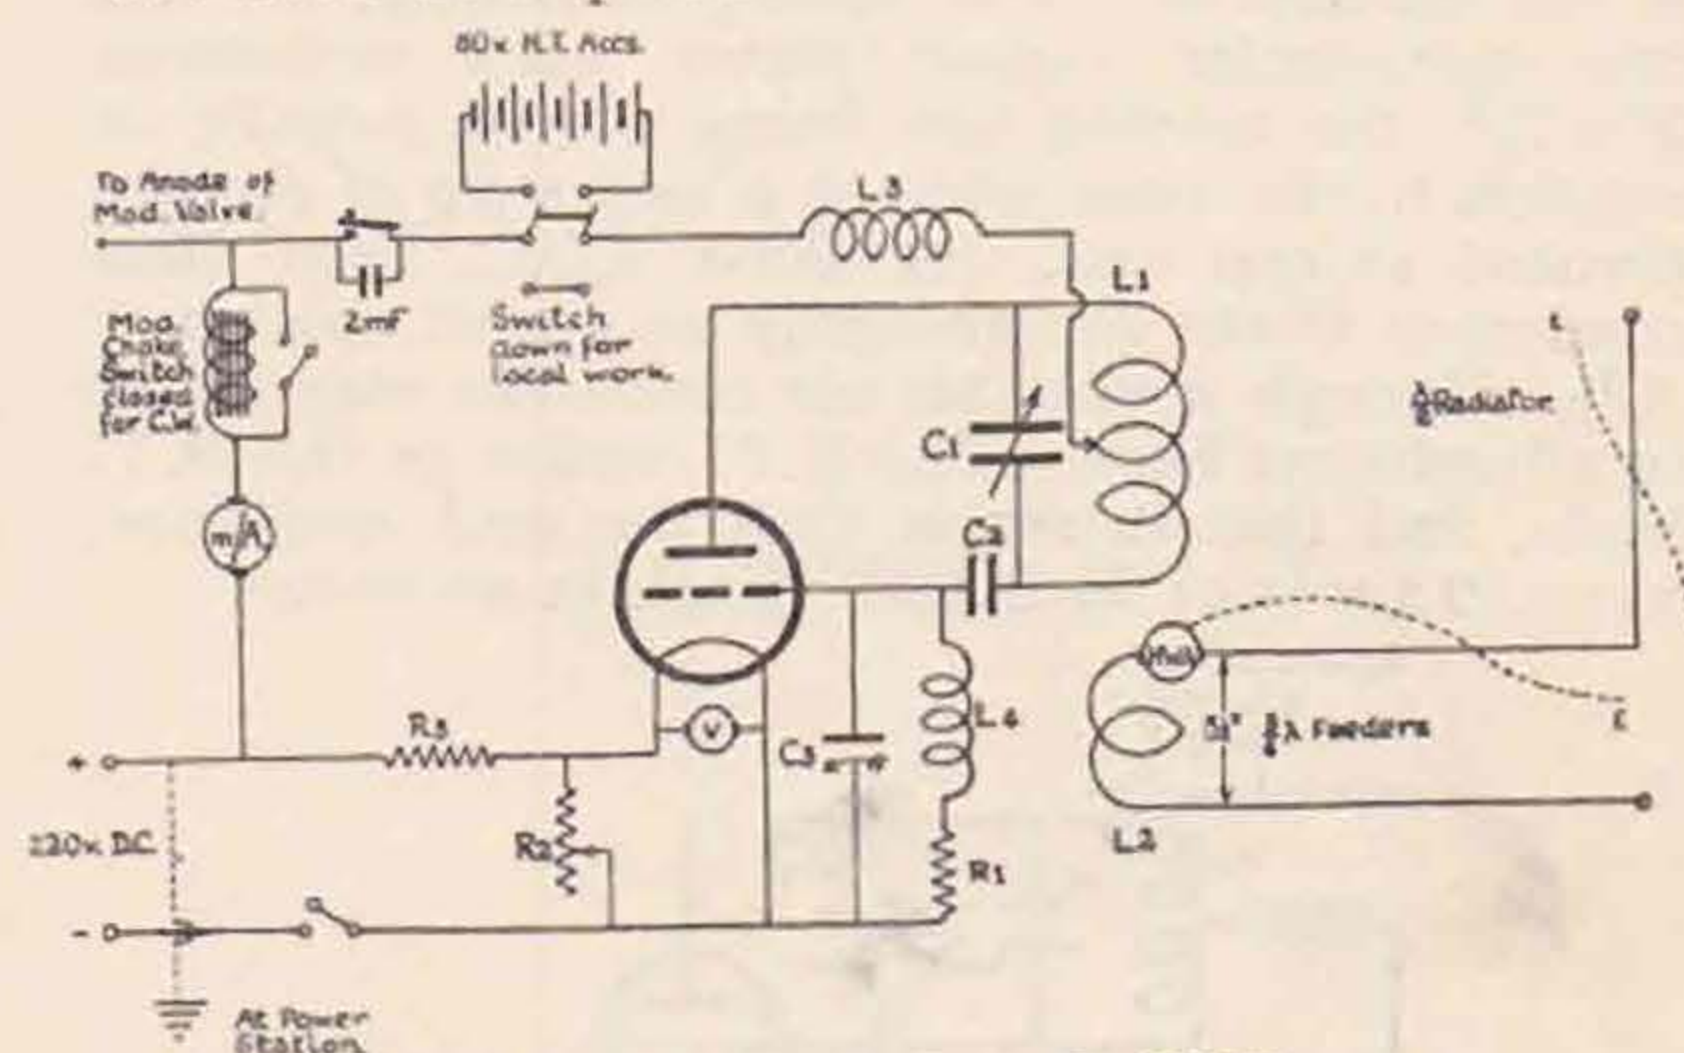 80v H.T. Accs.
To Anode of
Mod. Valve.
L3
L1
Mod.
Choke.
Switch
closed
for C.W.
2mF
Switch
down for
local work.
Radiator
C1
m/A
C2
R3
V
C3
L4
λ Feeders
E
220v. D.C.
R2
R1
L2
+
-
At Power
Station